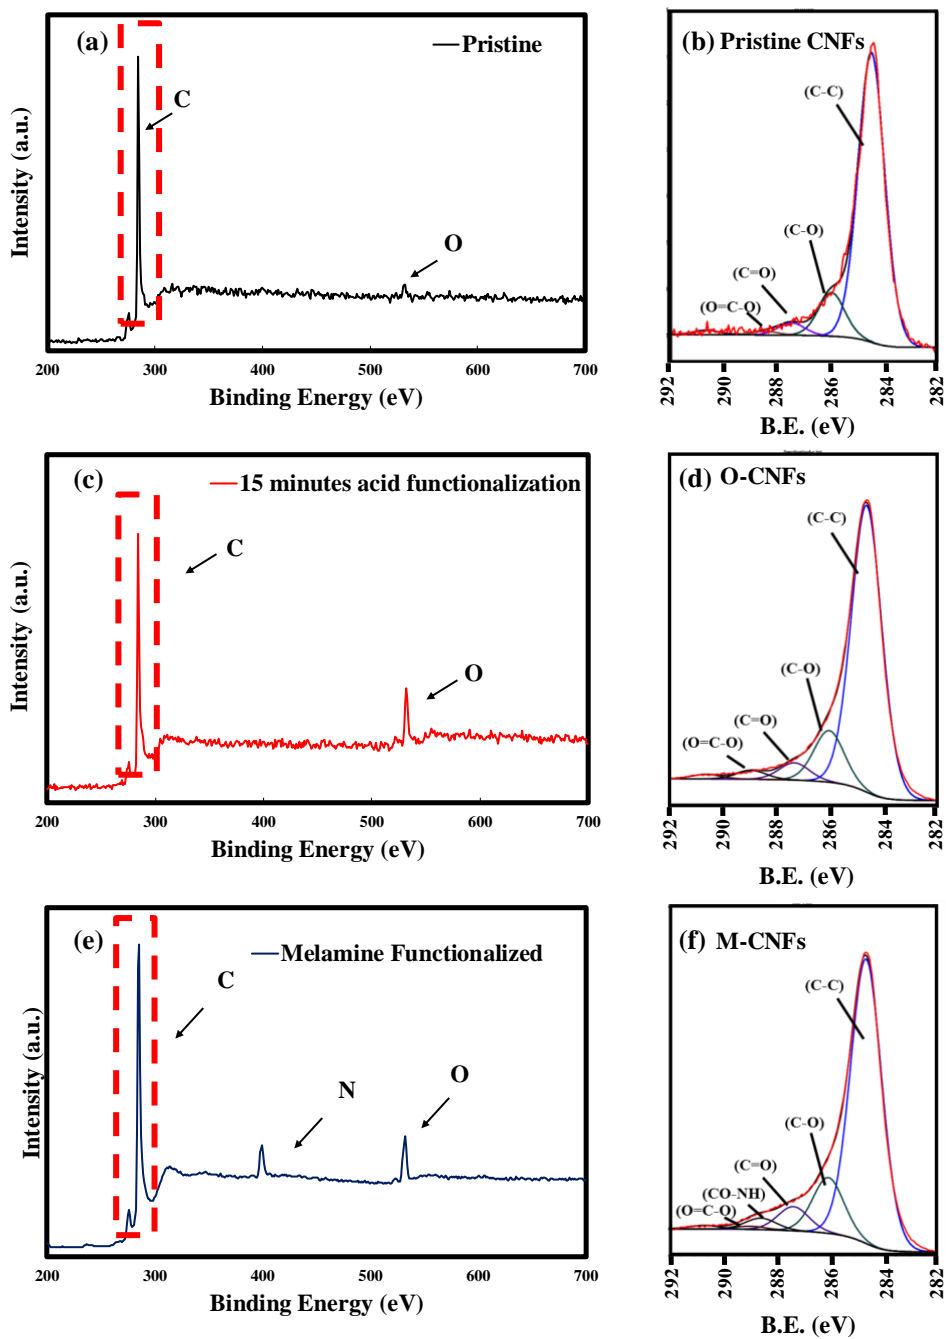 (a)
Pristine
C
O
Intensity (a.u.)
200 300 400 500 600 700
Binding Energy (eV)
(b) Pristine CNFs
(C-C)
(C-O)
(C=O)
(O=C-O)
292 290 288 286 284 282
B.E. (eV)
(c)
15 minutes acid functionalization
C
O
Intensity (a.u.)
200 300 400 500 600 700
Binding Energy (eV)
(d) O-CNFs
(C-C)
(C-O)
(C=O)
(O=C-O)
292 290 288 286 284 282
B.E. (eV)
(e)
Melamine Functionalized
C
N
O
Intensity (a.u.)
200 300 400 500 600 700
Binding Energy (eV)
(f) M-CNFs
(C-C)
(C-O)
(C=O)
(CO-NH)
(O=C-O)
292 290 288 286 284 282
B.E. (eV)